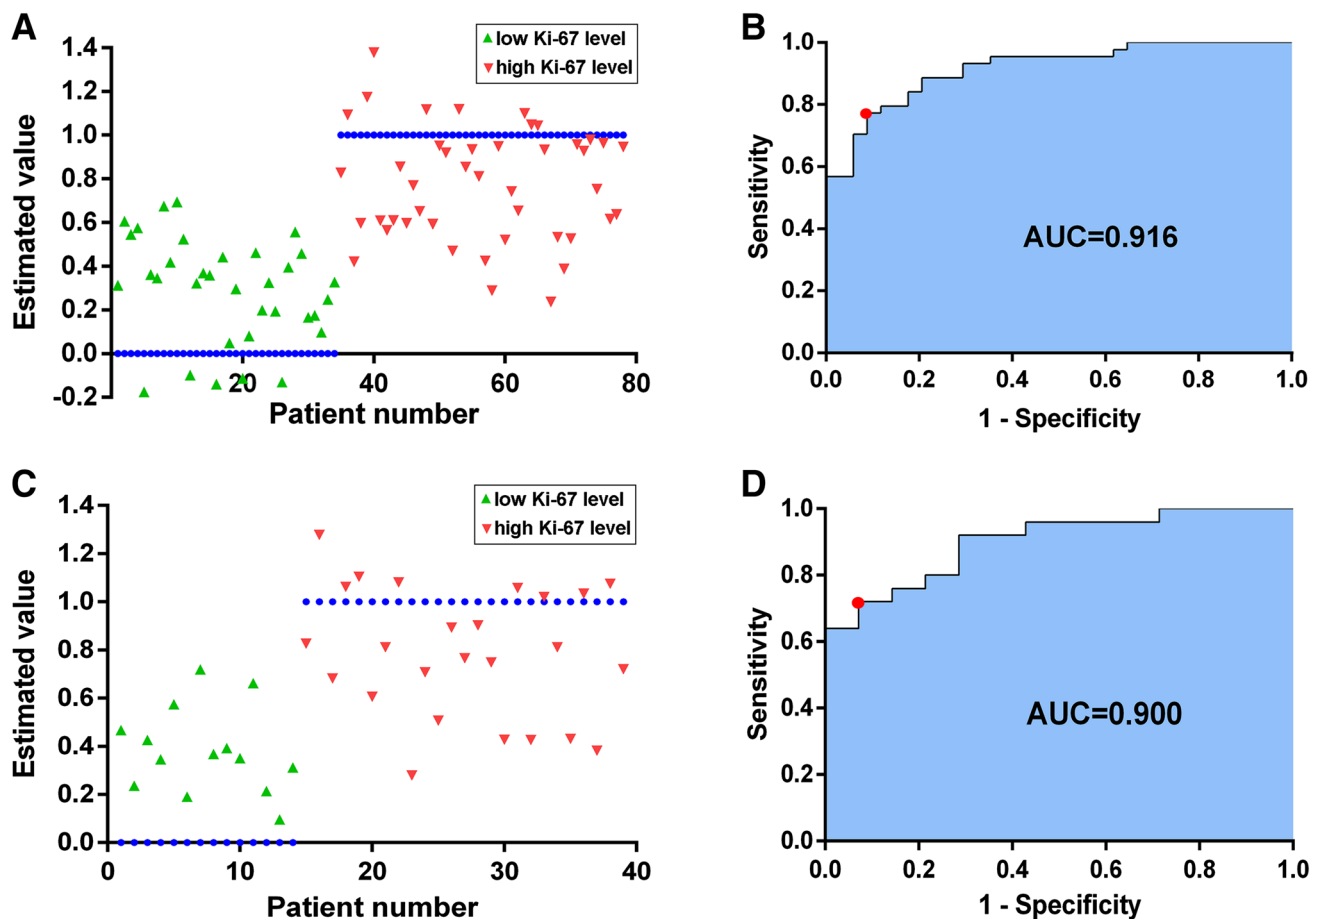 A
low Ki-67 level
high Ki-67 level
1.4
1.2
1.0
0.8
0.6
0.4
0.2
0.0
-0.2
20
40
60
80
Estimated value
Patient number
B
1.0
0.8
0.6
0.4
0.2
0.0
0.0
0.2
0.4
0.6
0.8
1.0
Sensitivity
AUC=0.916
1 - Specificity
C
low Ki-67 level
high Ki-67 level
1.4
1.2
1.0
0.8
0.6
0.4
0.2
0.0
0
10
20
30
40
Estimated value
Patient number
D
1.0
0.8
0.6
0.4
0.2
0.0
0.0
0.2
0.4
0.6
0.8
1.0
Sensitivity
AUC=0.900
1 - Specificity